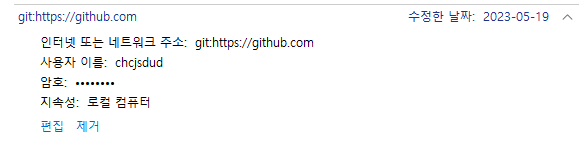 git:https://github.com 수정한 날짜: 2023-05-19
인터넷 또는 네트워크 주소: git:https://github.com
사용자 이름: chcjsdud
암호: ••••••••
지속성: 로컬 컴퓨터
편집 제거